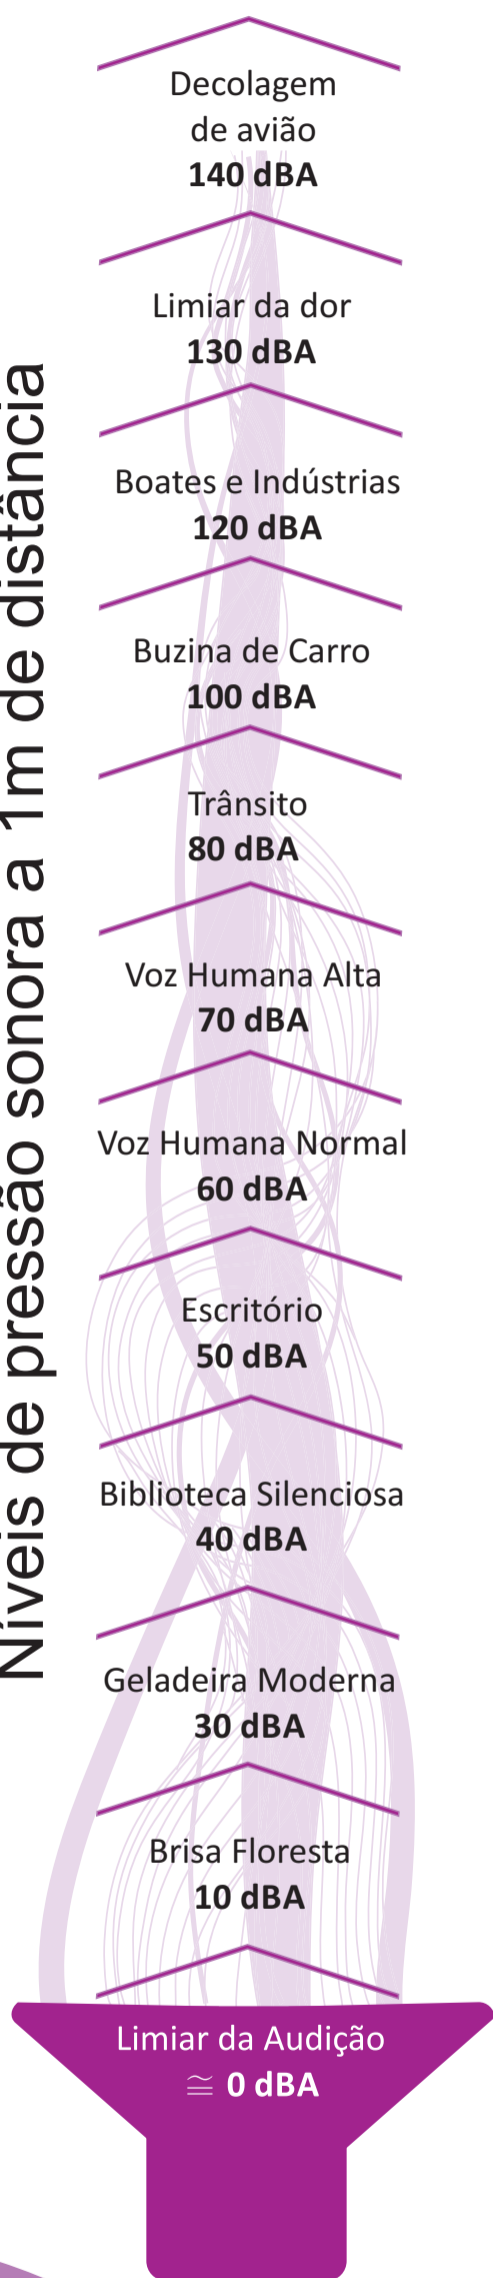 Níveis de pressão sonora a 1m de distância
Decolagem
de avião
140 dBA
Limiar da dor
130 dBA
Boates e Indústrias
120 dBA
Buzina de Carro
100 dBA
Trânsito
80 dBA
Voz Humana Alta
70 dBA
Voz Humana Normal
60 dBA
Escritório
50 dBA
Biblioteca Silenciosa
40 dBA
Geladeira Moderna
30 dBA
Brisa Floresta
10 dBA
Limiar da Audição
≅ 0 dBA